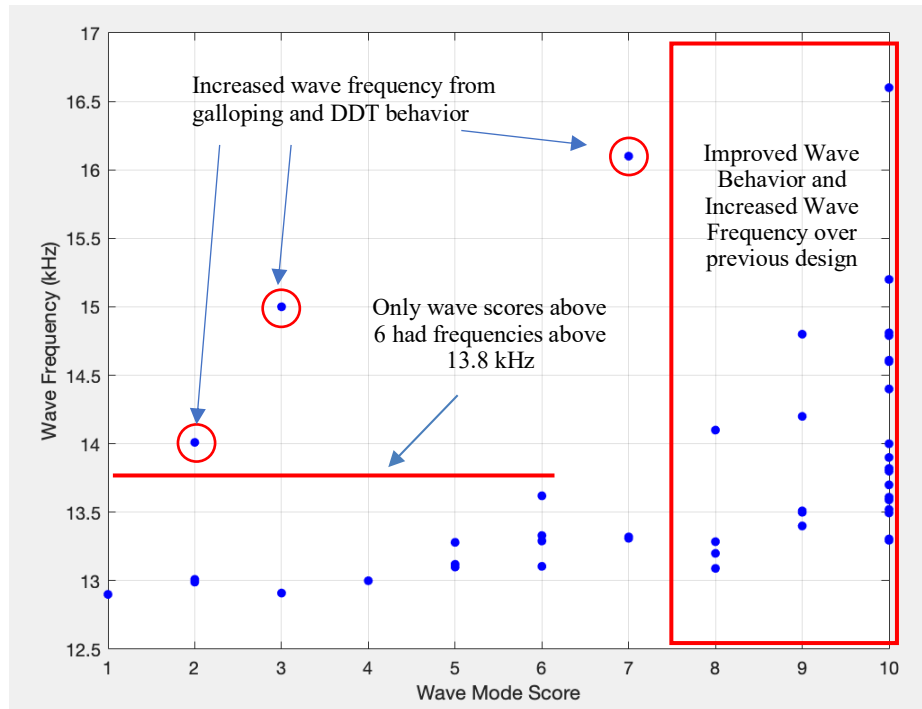 17
16.5
16
15.5
15
14.5
14
13.5
13
12.5
Wave Frequency (kHz)
Increased wave frequency from
galloping and DDT behavior
Improved Wave
Behavior and
Increased Wave
Frequency over
previous design
Only wave scores above
6 had frequencies above
13.8 kHz
1 2 3 4 5 6 7 8 9 10
Wave Mode Score